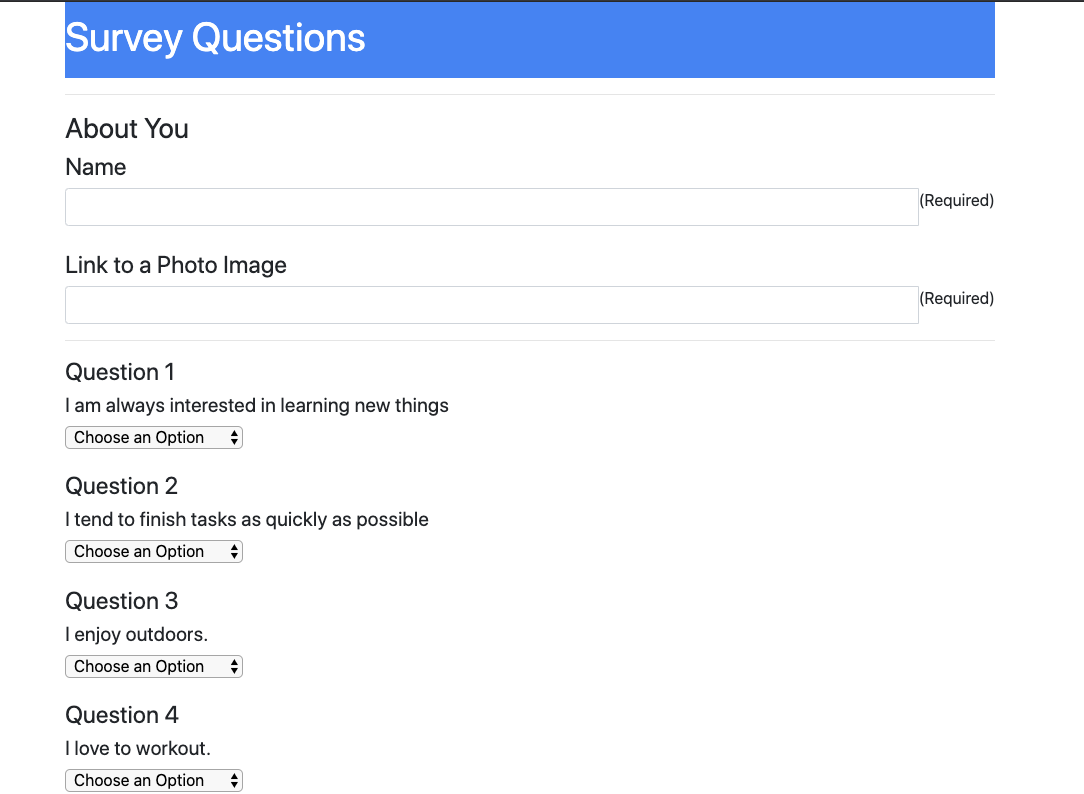 Survey Questions
About You
Name
(Required)
Link to a Photo Image
(Required)
Question 1
I am always interested in learning new things
Choose an Option
Question 2
I tend to finish tasks as quickly as possible
Choose an Option
Question 3
I enjoy outdoors.
Choose an Option
Question 4
I love to workout.
Choose an Option